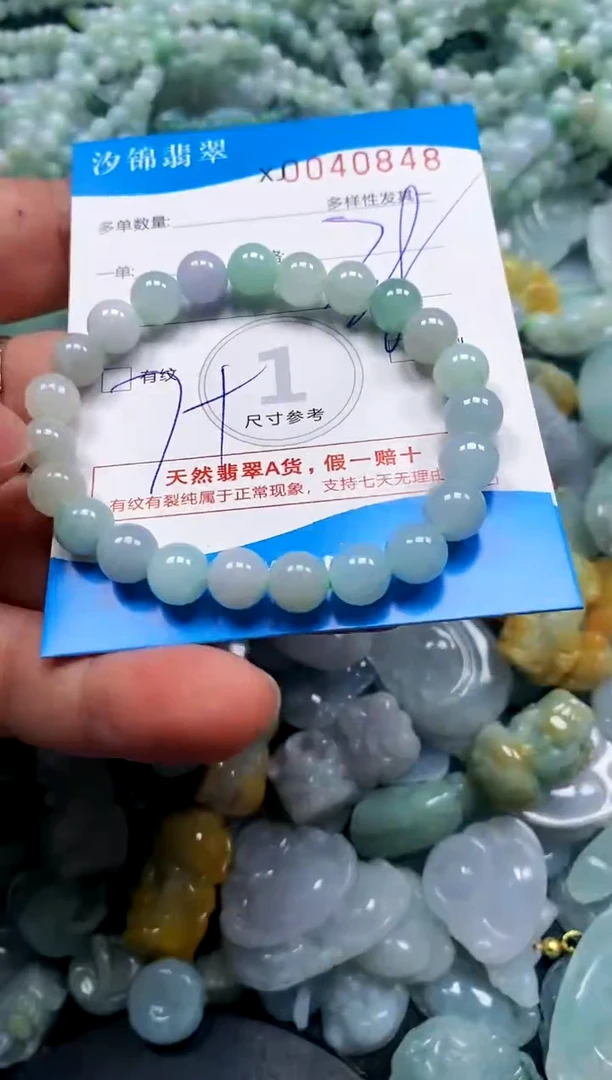 汐锦翡翠
XJ0040848
多样性发货一
多单数量:
一单:
有纹
1
尺寸参考
天然翡翠A货，假一赔十
有纹有裂纯属于正常现象，支持七天无理由